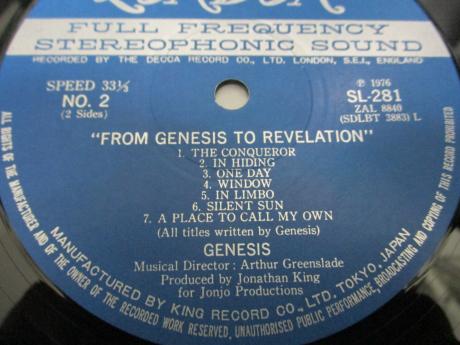 LONDON
FULL FREQUENCY
STEREOPHONIC SOUND
RECORDED BY THE DECCA RECORD CO., LTD. LONDON, S.E.I., ENGLAND
SPEED 33⅓
NO. 2
(2 Sides)
Ⓟ 1976
SL-281
ZAL 8840
(SDLBT 3883) L
"FROM GENESIS TO REVELATION"
1. THE CONQUEROR
2. IN HIDING
3. ONE DAY
4. WINDOW
5. IN LIMBO
6. SILENT SUN
7. A PLACE TO CALL MY OWN
(All titles written by Genesis)
GENESIS
Musical Director : Arthur Greenslade
Produced by Jonathan King
for Jonjo Productions
MANUFACTURED BY KING RECORD CO., LTD. TOKYO, JAPAN
ALL RIGHTS OF THE MANUFACTURER AND OF THE OWNER OF THE RECORDED WORK RESERVED, UNAUTHORISED PUBLIC PERFORMANCE, BROADCASTING AND COPYING OF THIS RECORD PROHIBITED